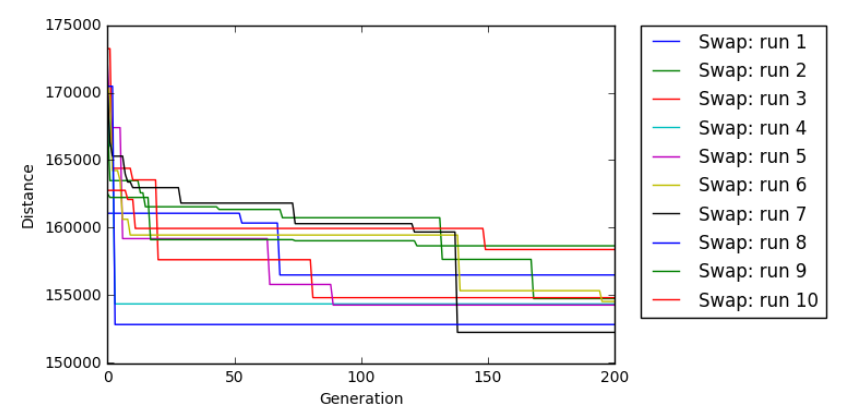 175000
170000
165000
160000
155000
150000
Distance
0 50 100 150 200
Generation
Swap: run 1
Swap: run 2
Swap: run 3
Swap: run 4
Swap: run 5
Swap: run 6
Swap: run 7
Swap: run 8
Swap: run 9
Swap: run 10